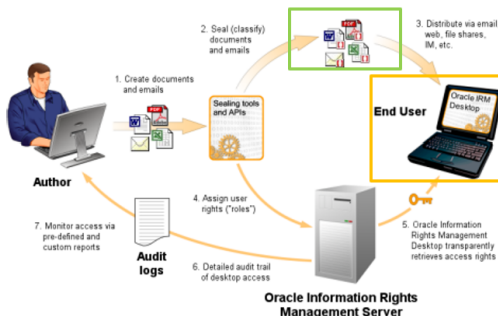 2. Seal (classify)
documents
and emails
3. Distribute via email
web, file shares,
IM, etc.
1. Create documents
and emails
PDF
W
X
Sealing tools
and APIs
End User
Oracle IRM
Desktop
Author
4. Assign user
rights ("roles")
7. Monitor access via
pre-defined and
custom reports
Audit
logs
6. Detailed audit trail
of desktop access
5. Oracle Information
Rights Management
Desktop transparently
retrieves access rights
Oracle Information Rights
Management Server